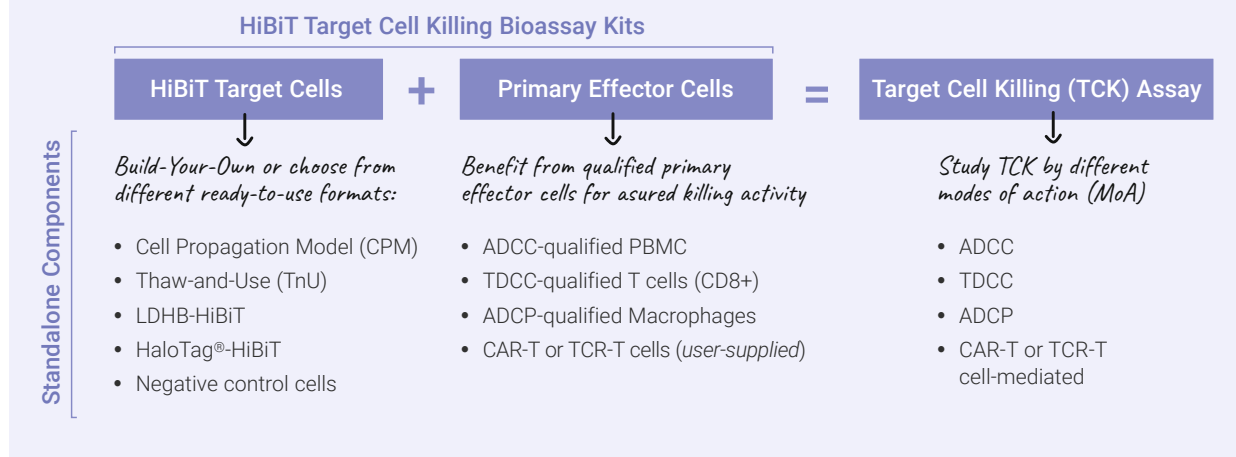 HiBiT Target Cell Killing Bioassay Kits
HiBiT Target Cells
+
Primary Effector Cells
=
Target Cell Killing (TCK) Assay
Standalone Components
Build-Your-Own or choose from
different ready-to-use formats:
• Cell Propagation Model (CPM)
• Thaw-and-Use (TnU)
• LDHB-HiBiT
• HaloTag®-HiBiT
• Negative control cells
Benefit from qualified primary
effector cells for asured killing activity
• ADCC-qualified PBMC
• TDCC-qualified T cells (CD8+)
• ADCP-qualified Macrophages
• CAR-T or TCR-T cells (user-supplied)
Study TCK by different
modes of action (MoA)
• ADCC
• TDCC
• ADCP
• CAR-T or TCR-T
cell-mediated